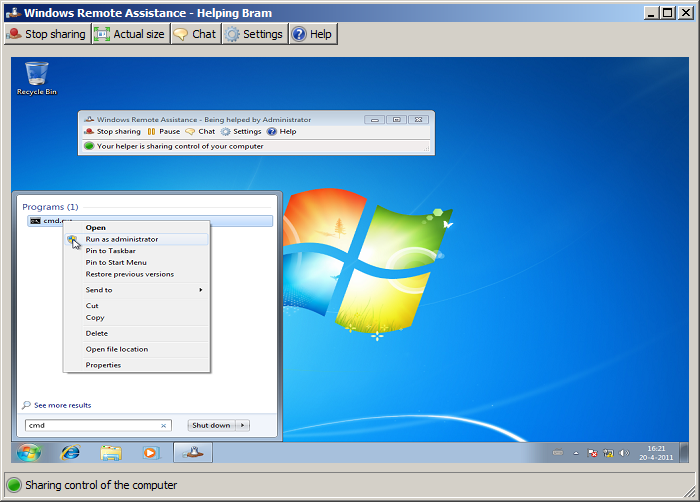 Windows Remote Assistance - Helping Bram
Stop sharing Actual size Chat Settings Help
Recycle Bin
Windows Remote Assistance - Being helped by Administrator
Stop sharing Pause Chat Settings Help
Your helper is sharing control of your computer
Programs (1)
Open
Run as administrator
Pin to Taskbar
Pin to Start Menu
Restore previous versions
Send to
Cut
Copy
Delete
Open file location
Properties
See more results
cmd Shut down
16:21
20-4-2011
Sharing control of the computer